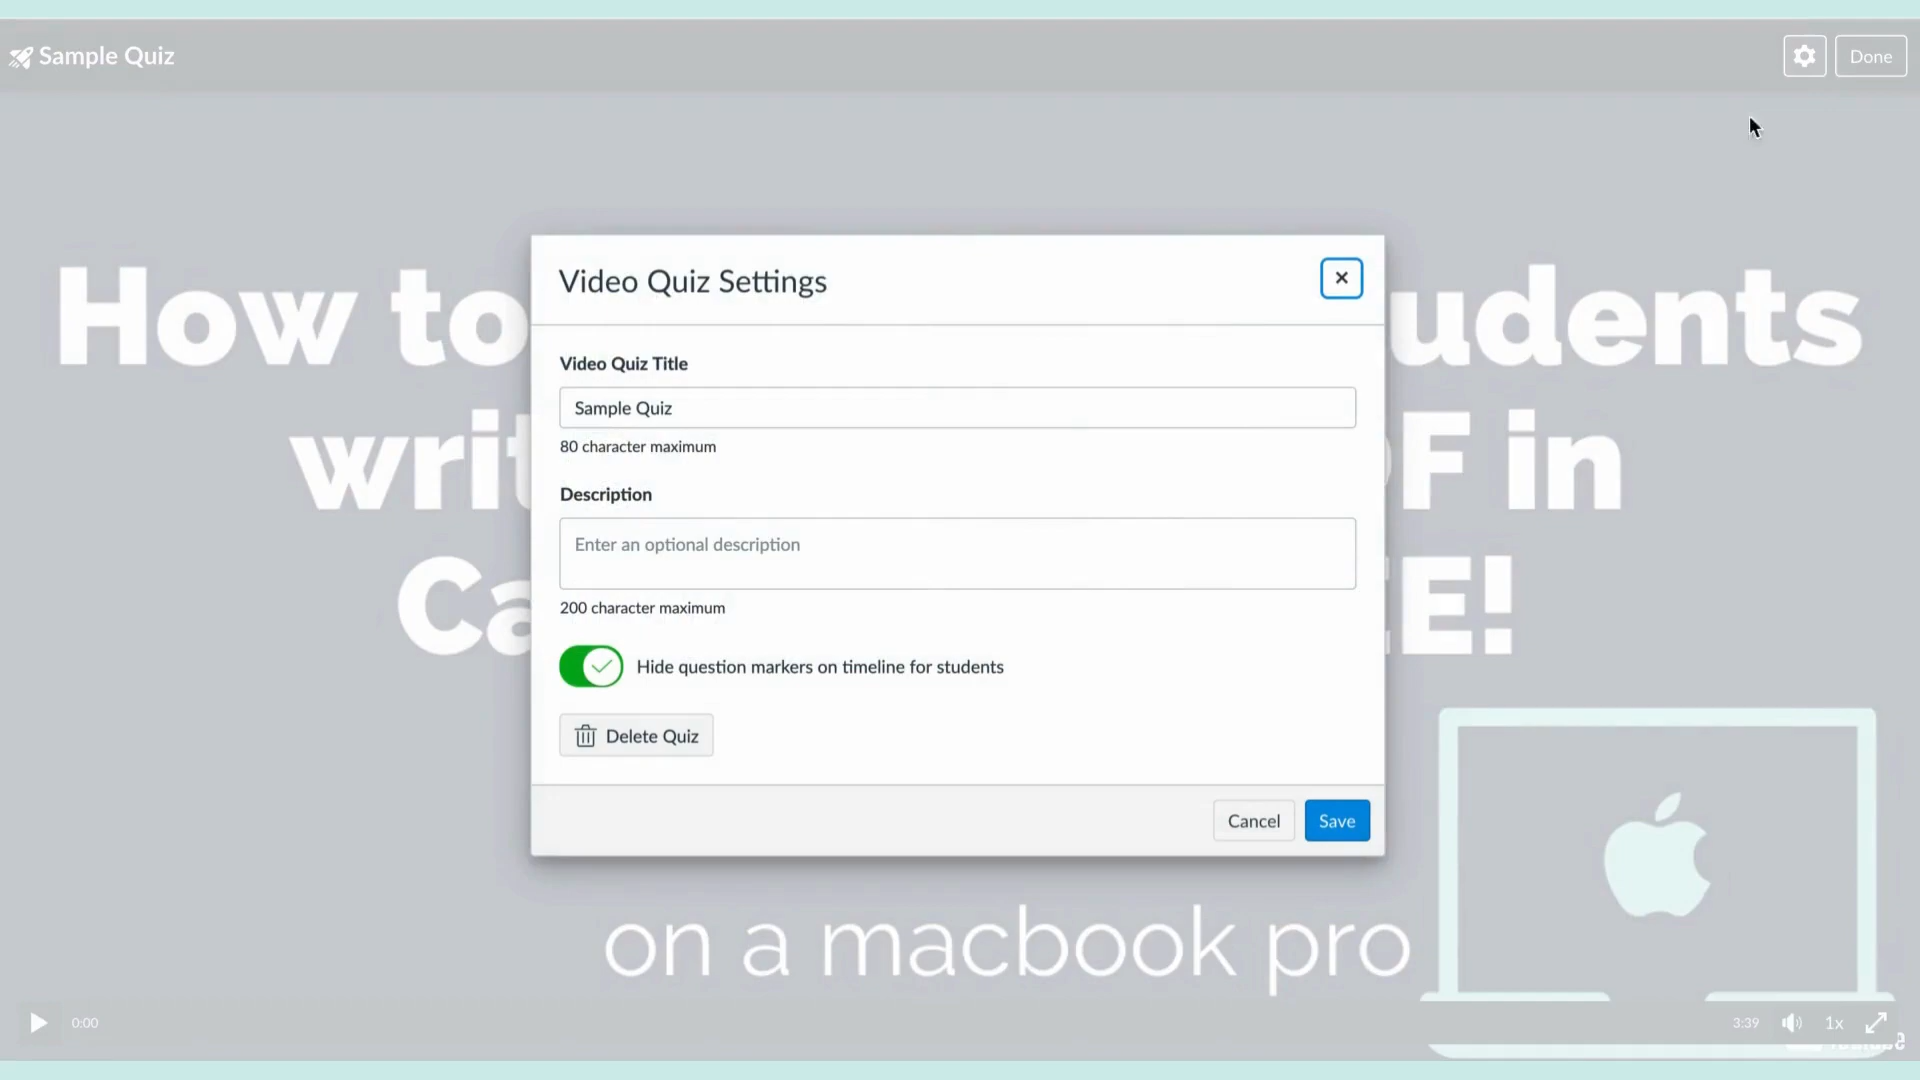 Sample Quiz
Done
How to
udents
writ
F in
Ca
E!
on a macbook pro
Video Quiz Settings
Video Quiz Title
Sample Quiz
80 character maximum
Description
Enter an optional description
200 character maximum
Hide question markers on timeline for students
Delete Quiz
Cancel
Save
0:00
3:39
1x